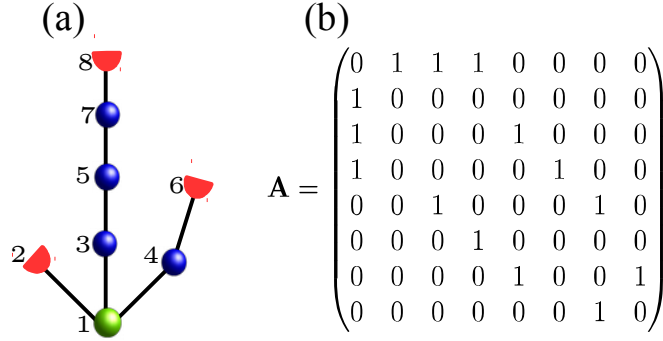 (a) (b)
8
7
5
6
3
4
2
1
A =
0 1 1 1 0 0 0 0
1 0 0 0 0 0 0 0
1 0 0 0 1 0 0 0
1 0 0 0 0 1 0 0
0 0 1 0 0 0 1 0
0 0 0 1 0 0 0 0
0 0 0 0 1 0 0 1
0 0 0 0 0 0 1 0